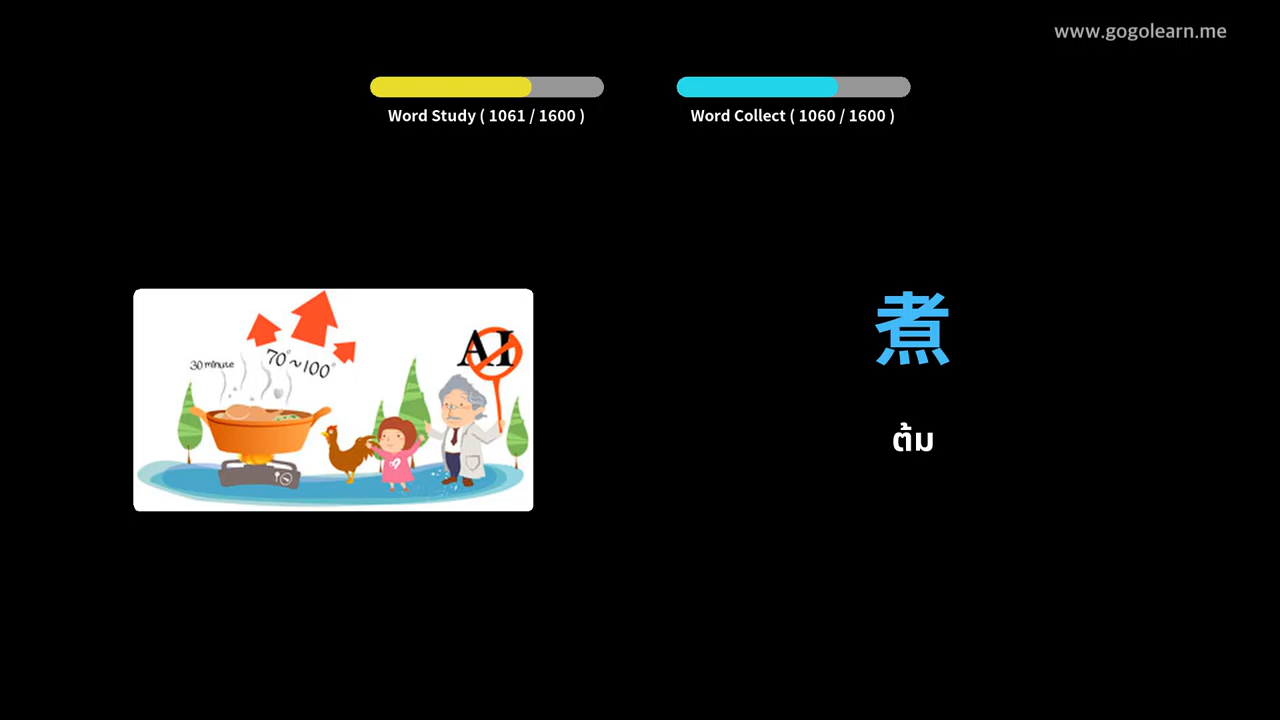 www.gogolearn.me
Word Study ( 1061 / 1600 )
Word Collect ( 1060 / 1600 )
30 minute
70°~100°
AI
煮
ต้ม